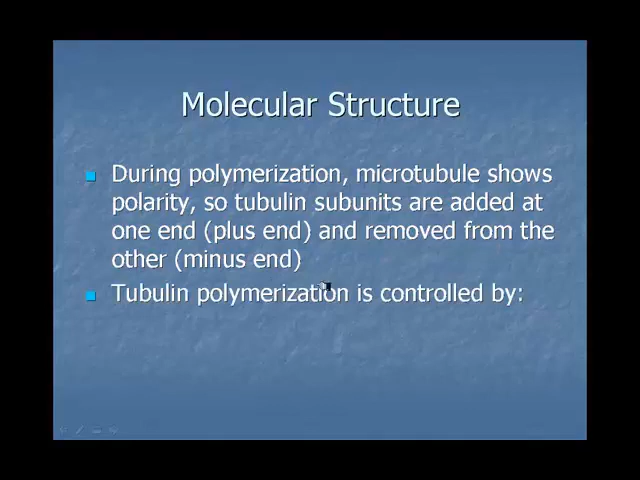 Molecular Structure
During polymerization, microtubule shows
polarity, so tubulin subunits are added at
one end (plus end) and removed from the
other (minus end)
Tubulin polymerization is controlled by: